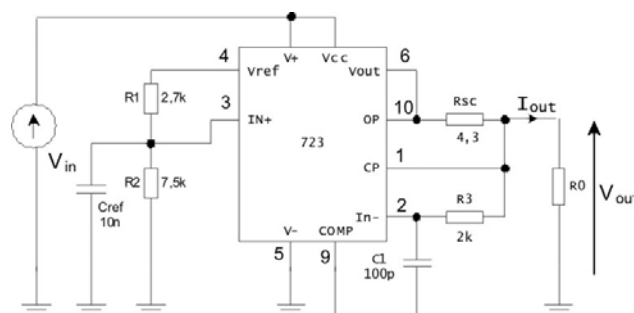 4
Vref
V+
Vcc
Vout
6
R1
2,7k
3
IN+
10
OP
Rsc
4,3
Iout
723
Vin
CP
1
R2
7,5k
Cref
10n
In-
2
R3
2k
R0
Vout
V-
COMP
5
9
C1
100p